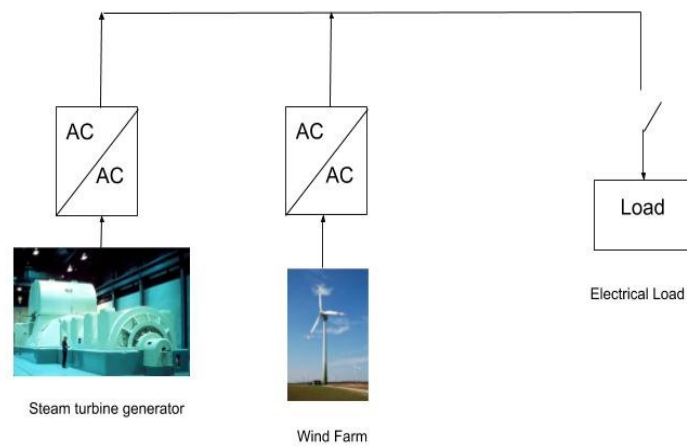 AC
AC
AC
AC
Load
Electrical Load
Steam turbine generator
Wind Farm